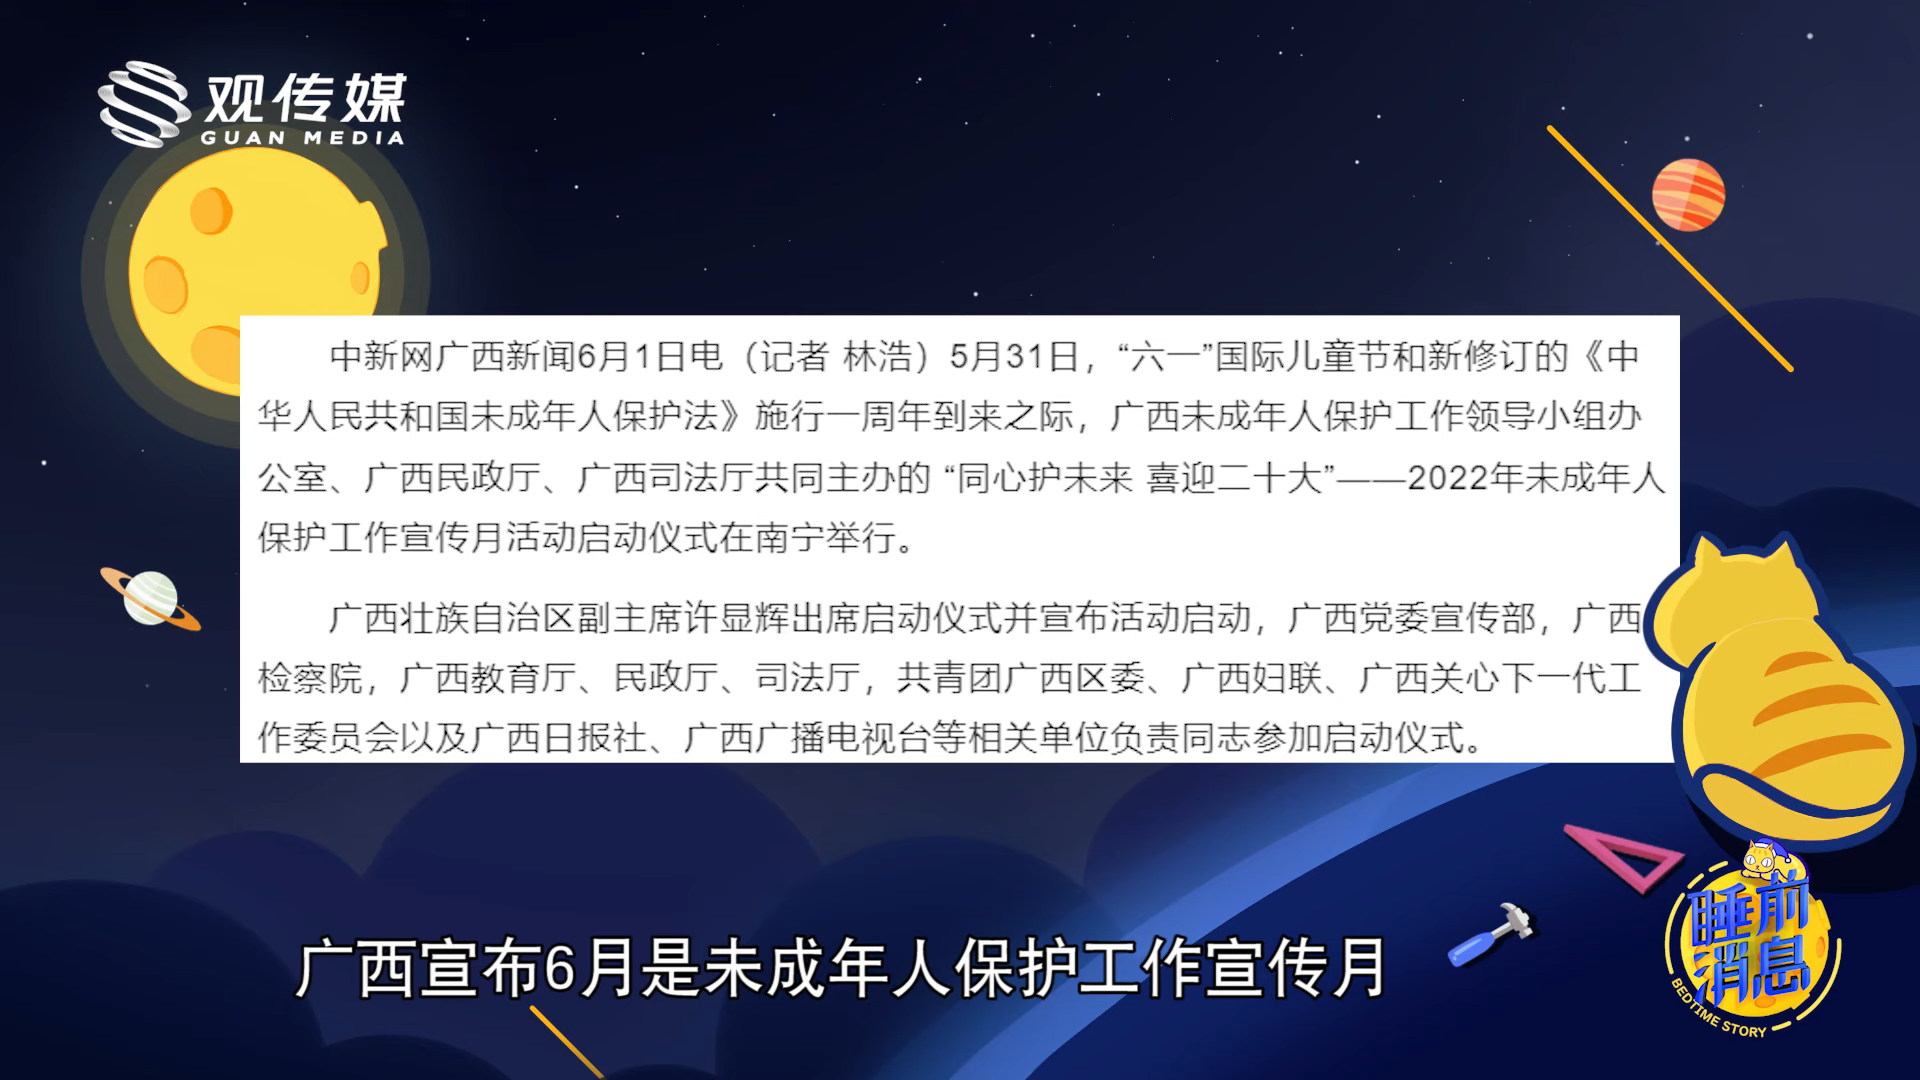 观传媒
GUAN MEDIA
中新网广西新闻6月1日电（记者 林浩）5月31日，“六一”国际儿童节和新修订的《中
华人民共和国未成年人保护法》施行一周年到来之际，广西未成年人保护工作领导小组办
公室、广西民政厅、广西司法厅共同主办的 “同心护未来 喜迎二十大”——2022年未成年人
保护工作宣传月活动启动仪式在南宁举行。
广西壮族自治区副主席许显辉出席启动仪式并宣布活动启动，广西党委宣传部，广西
检察院，广西教育厅、民政厅、司法厅，共青团广西区委、广西妇联、广西关心下一代工
作委员会以及广西日报社、广西广播电视台等相关单位负责同志参加启动仪式。
广西宣布6月是未成年人保护工作宣传月
睡前
消息
BEDTIME STORY